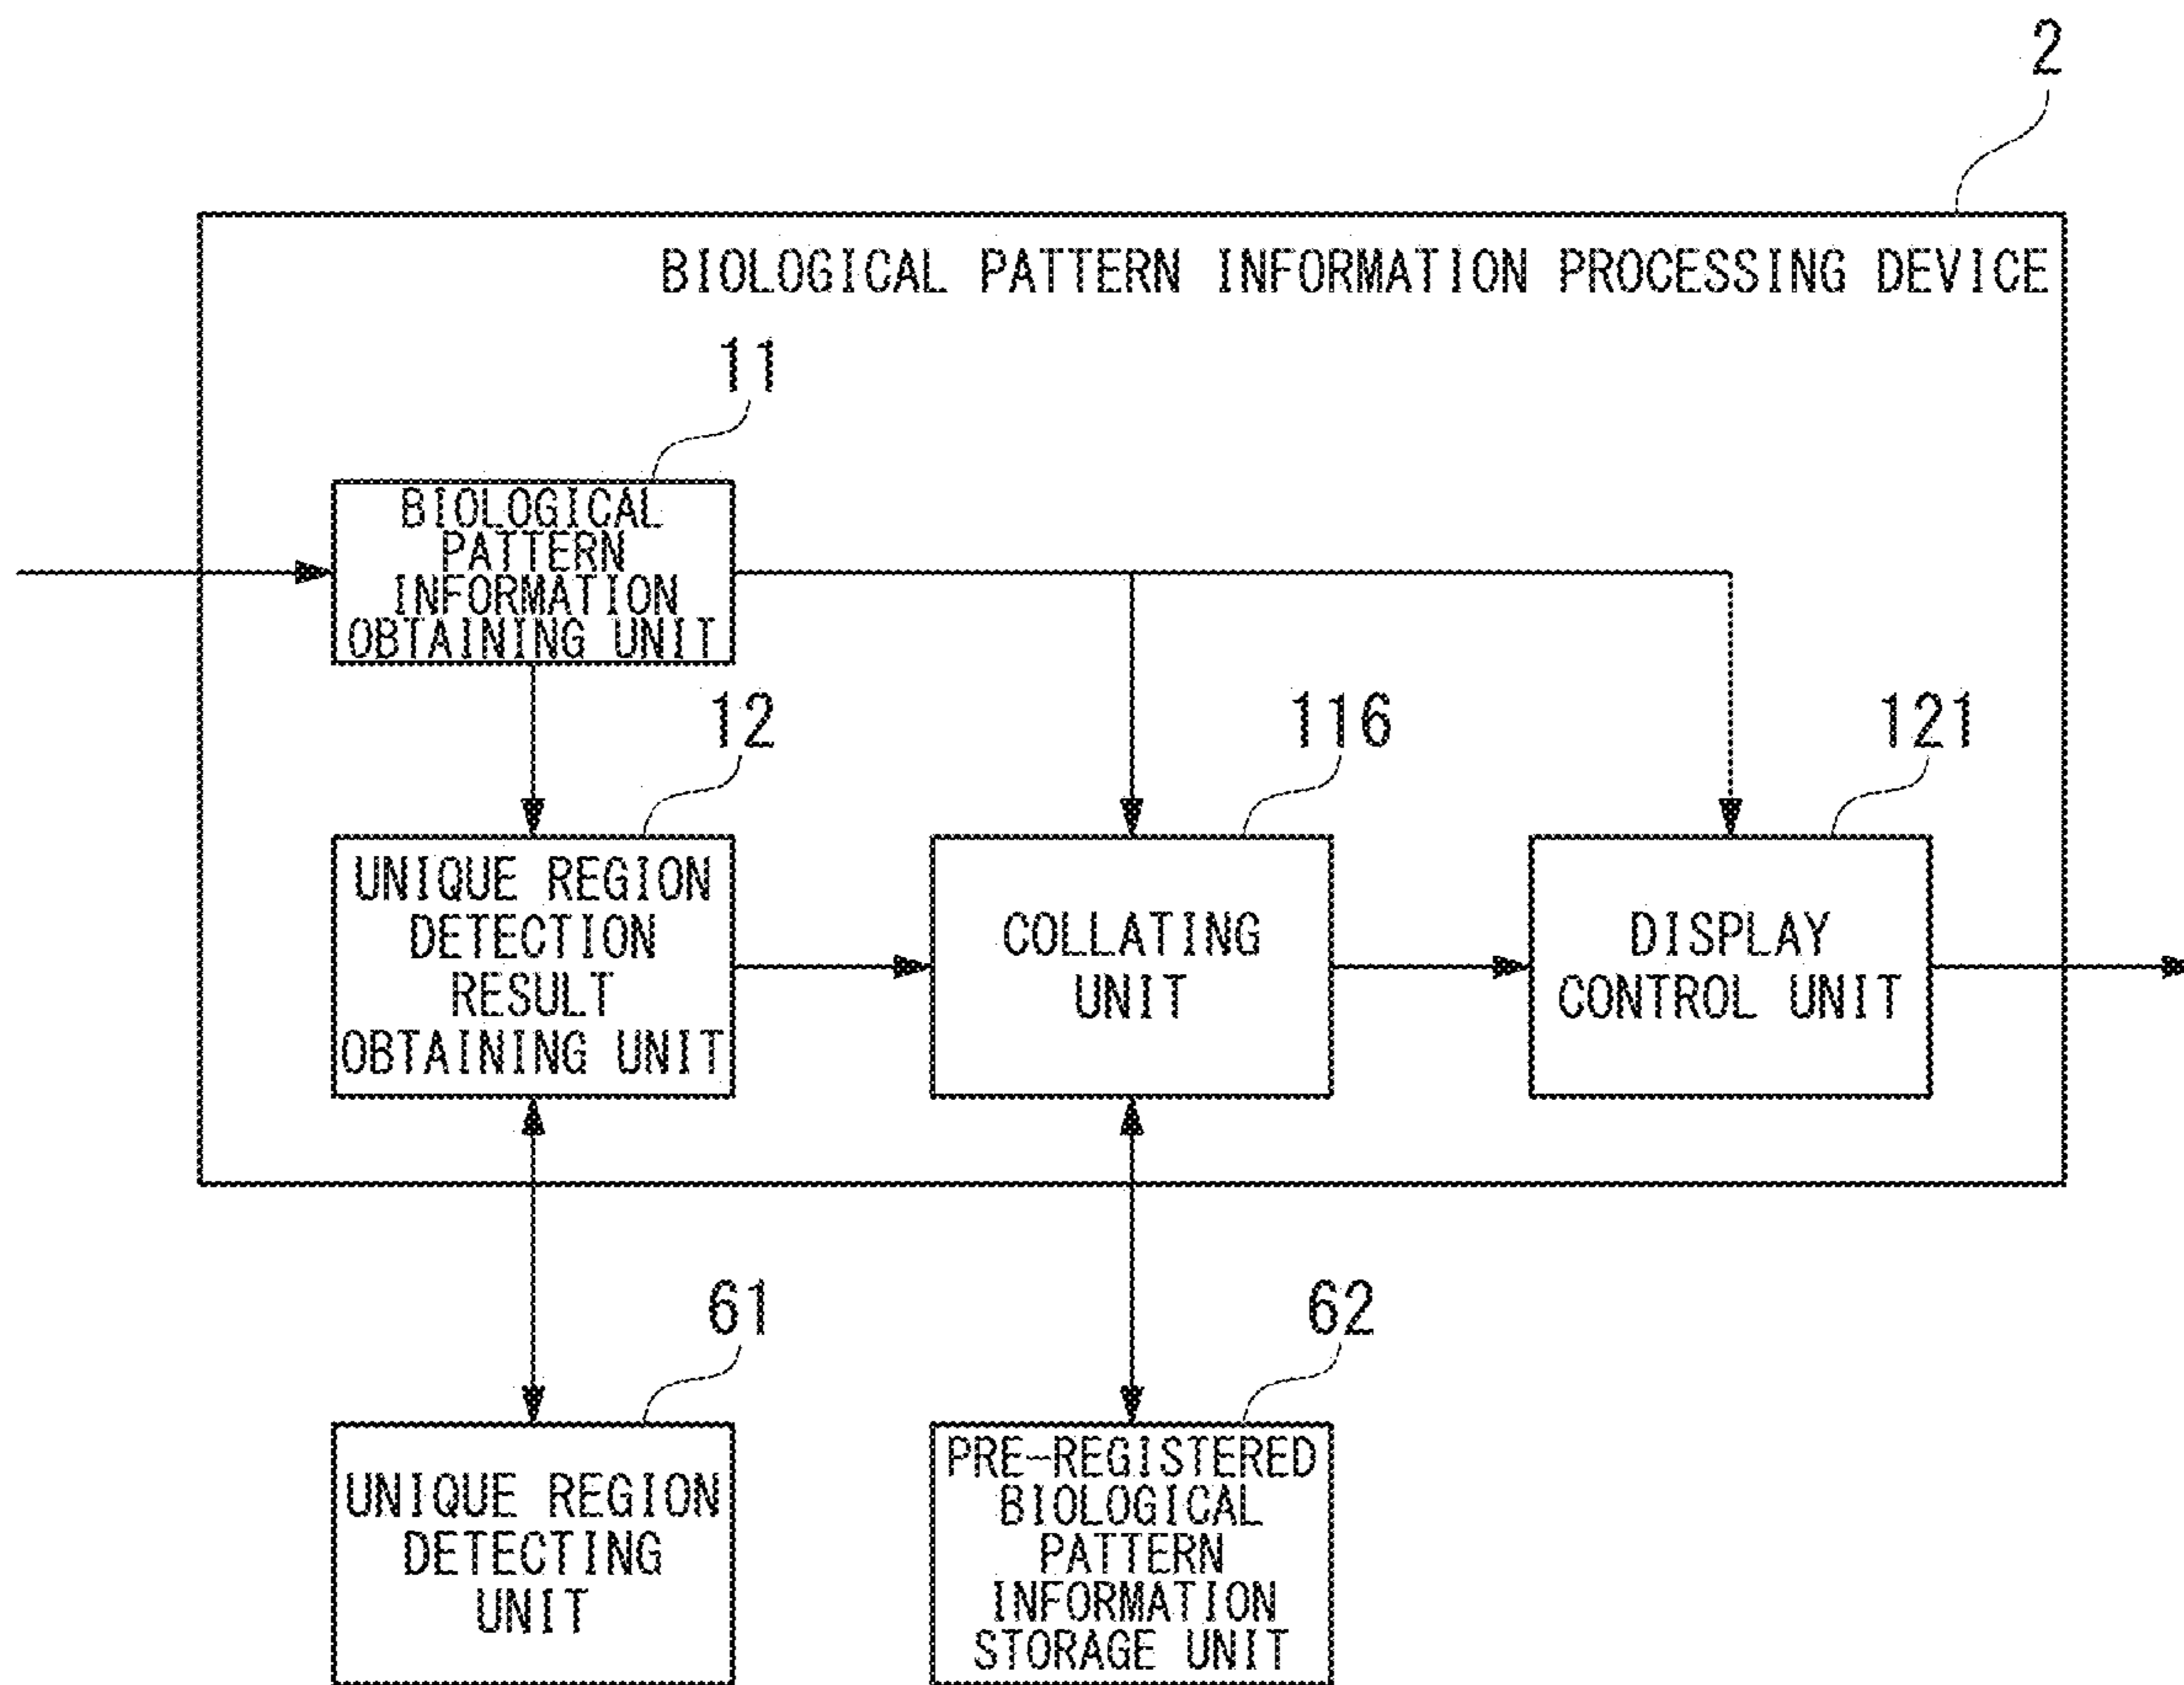 2
BIOLOGICAL PATTERN INFORMATION PROCESSING DEVICE
11
BIOLOGICAL
PATTERN
INFORMATION
OBTAINING UNIT
12
116
121
UNIQUE REGION
DETECTION
RESULT
OBTAINING UNIT
COLLATING
UNIT
DISPLAY
CONTROL UNIT
61
62
UNIQUE REGION
DETECTING
UNIT
PRE-REGISTERED
BIOLOGICAL
PATTERN
INFORMATION
STORAGE UNIT